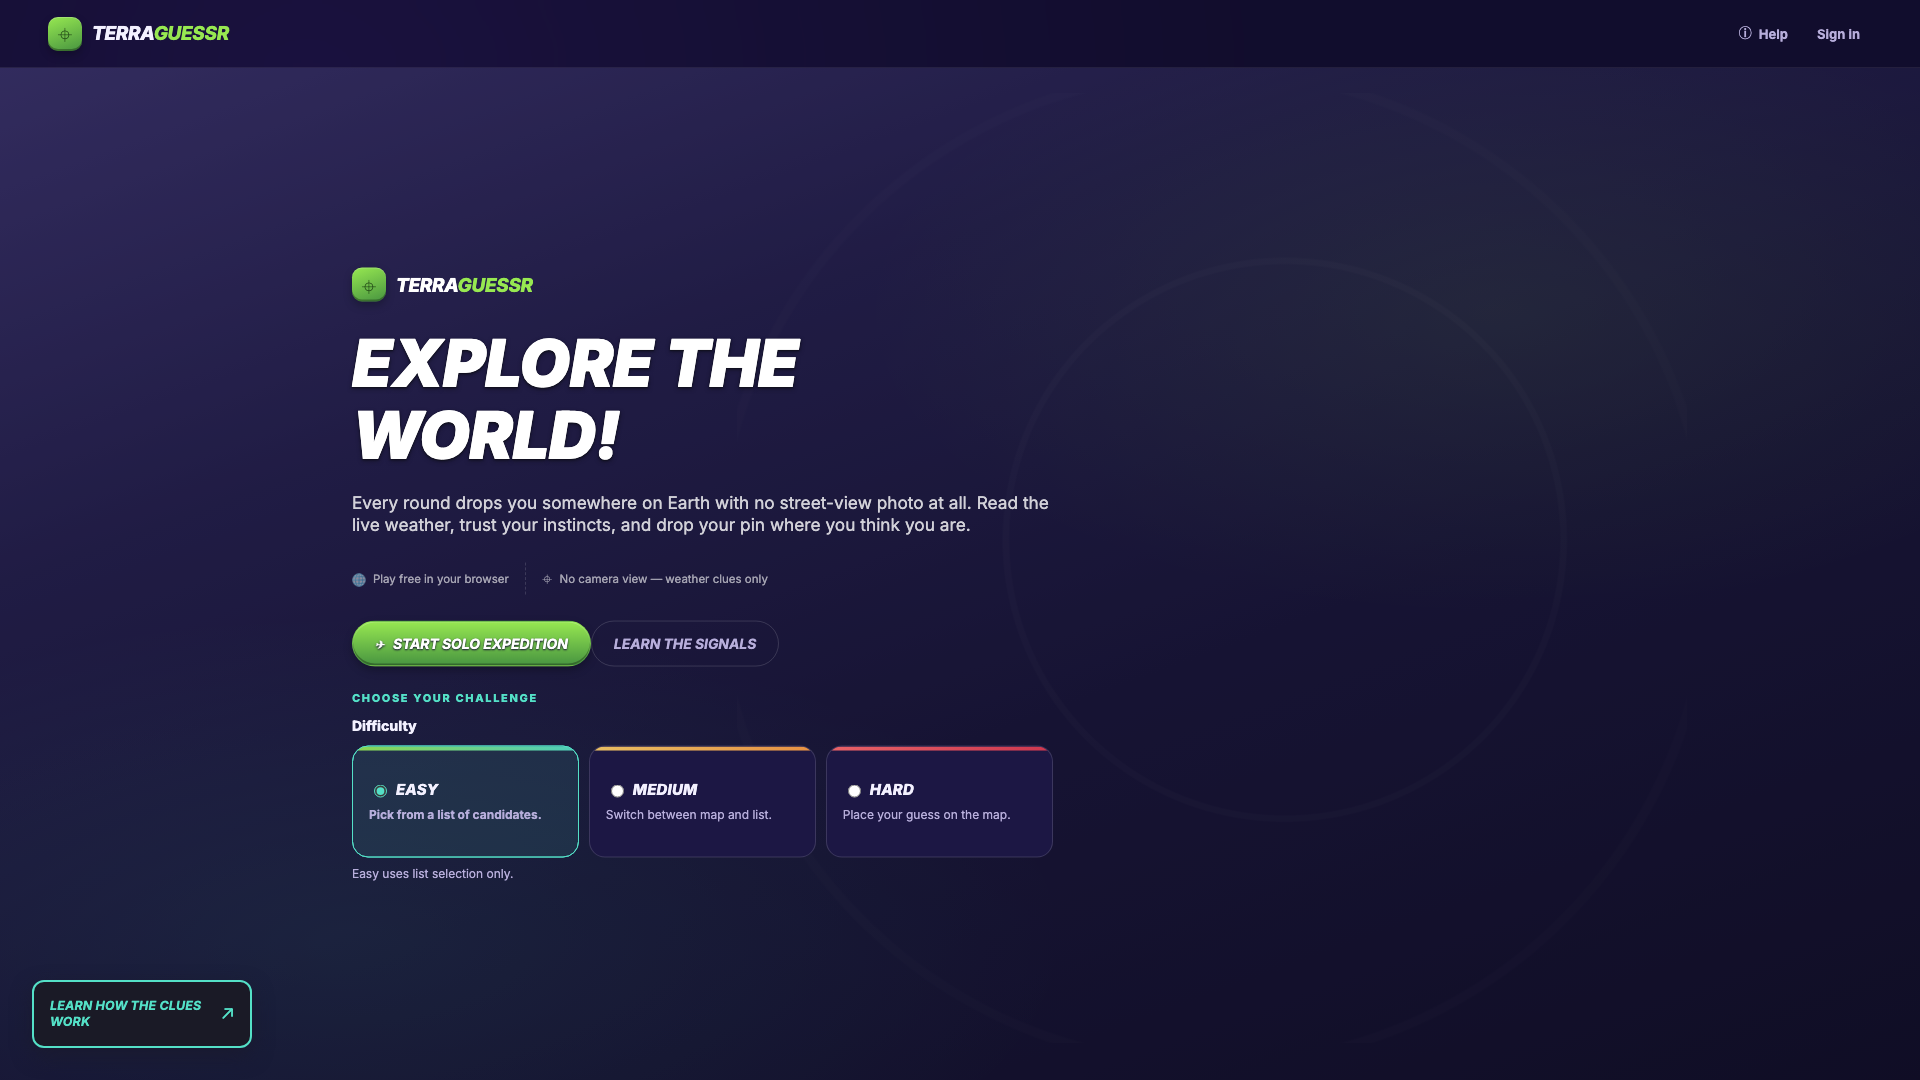 TERRAGUESSR
Help
Sign in
TERRAGUESSR
EXPLORE THE
WORLD!
Every round drops you somewhere on Earth with no street-view photo at all. Read the
live weather, trust your instincts, and drop your pin where you think you are.
Play free in your browser
No camera view — weather clues only
START SOLO EXPEDITION
LEARN THE SIGNALS
CHOOSE YOUR CHALLENGE
Difficulty
EASY
Pick from a list of candidates.
MEDIUM
Switch between map and list.
HARD
Place your guess on the map.
Easy uses list selection only.
LEARN HOW THE CLUES
WORK